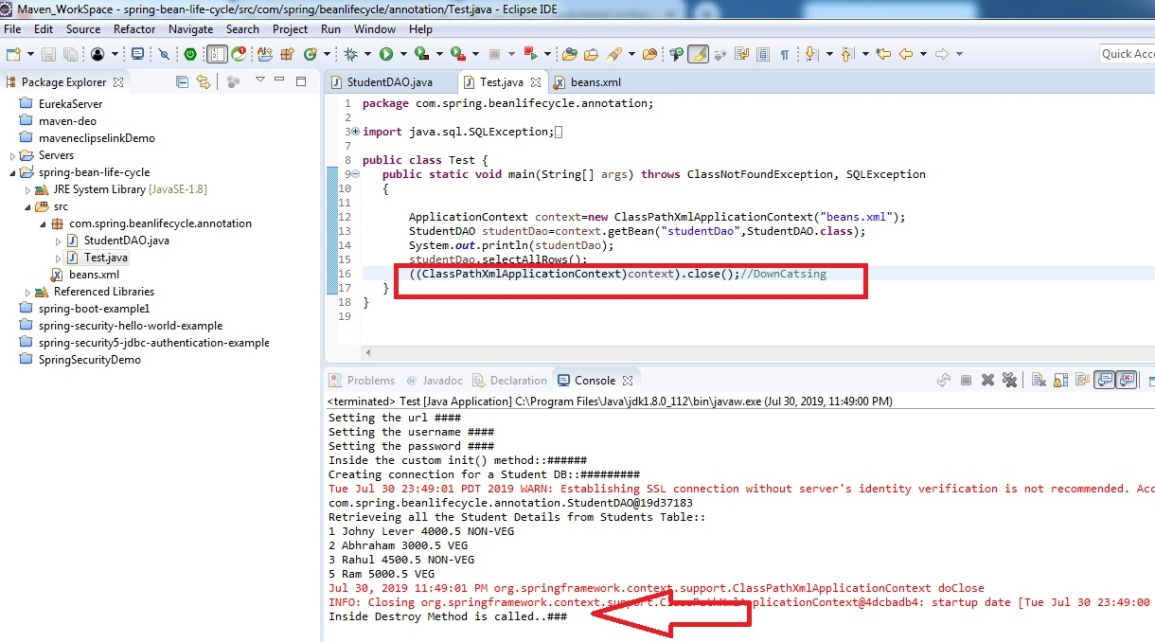 Maven_WorkSpace - spring-bean-life-cycle/src/com/spring/beanlifecycle/annotation/Test.java - Eclipse IDE
File Edit Source Refactor Navigate Search Project Run Window Help
Quick Acc
Package Explorer
EurekaServer
maven-deo
maveneclipselinkDemo
Servers
spring-bean-life-cycle
JRE System Library [JavaSE-1.8]
src
com.spring.beanlifecycle.annotation
StudentDAO.java
Test.java
beans.xml
Referenced Libraries
spring-boot-example1
spring-security-hello-world-example
spring-security5-jdbc-authentication-example
SpringSecurityDemo
StudentDAO.java Test.java beans.xml
1 package com.spring.beanlifecycle.annotation;
2
3 import java.sql.SQLException;
7
8 public class Test {
9 public static void main(String[] args) throws ClassNotFoundException, SQLException
10 {
11
12 ApplicationContext context=new ClassPathXmlApplicationContext("beans.xml");
13 StudentDAO studentDao=context.getBean("studentDao",StudentDAO.class);
14 System.out.println(studentDao);
15 studentDao.selectAllRows();
16 ((ClassPathXmlApplicationContext)context).close();//DownCatsing
17 }
18 }
19
Problems @ Javadoc Declaration Console
<terminated> Test [Java Application] C:\Program Files\Java\jdk1.8.0_112\bin\javaw.exe (Jul 30, 2019, 11:49:00 PM)
Setting the url ####
Setting the username ####
Setting the password ####
Inside the custom init() method::######
Creating connection for a Student DB::#########
Tue Jul 30 23:49:01 PDT 2019 WARN: Establishing SSL connection without server's identity verification is not recommended. Acc
com.spring.beanlifecycle.annotation.StudentDAO@19d37183
Retrieveing all the Student Details from Students Table::
1 Johny Lever 4000.5 NON-VEG
2 Abhraham 3000.5 VEG
3 Rahul 4500.5 NON-VEG
5 Ram 5000.5 VEG
Jul 30, 2019 11:49:01 PM org.springframework.context.support.ClassPathXmlApplicationContext doClose
INFO: Closing org.springframework.context.support.ClassPathXmlApplicationContext@4dcbadb4: startup date [Tue Jul 30 23:49:00
Inside Destroy Method is called..###